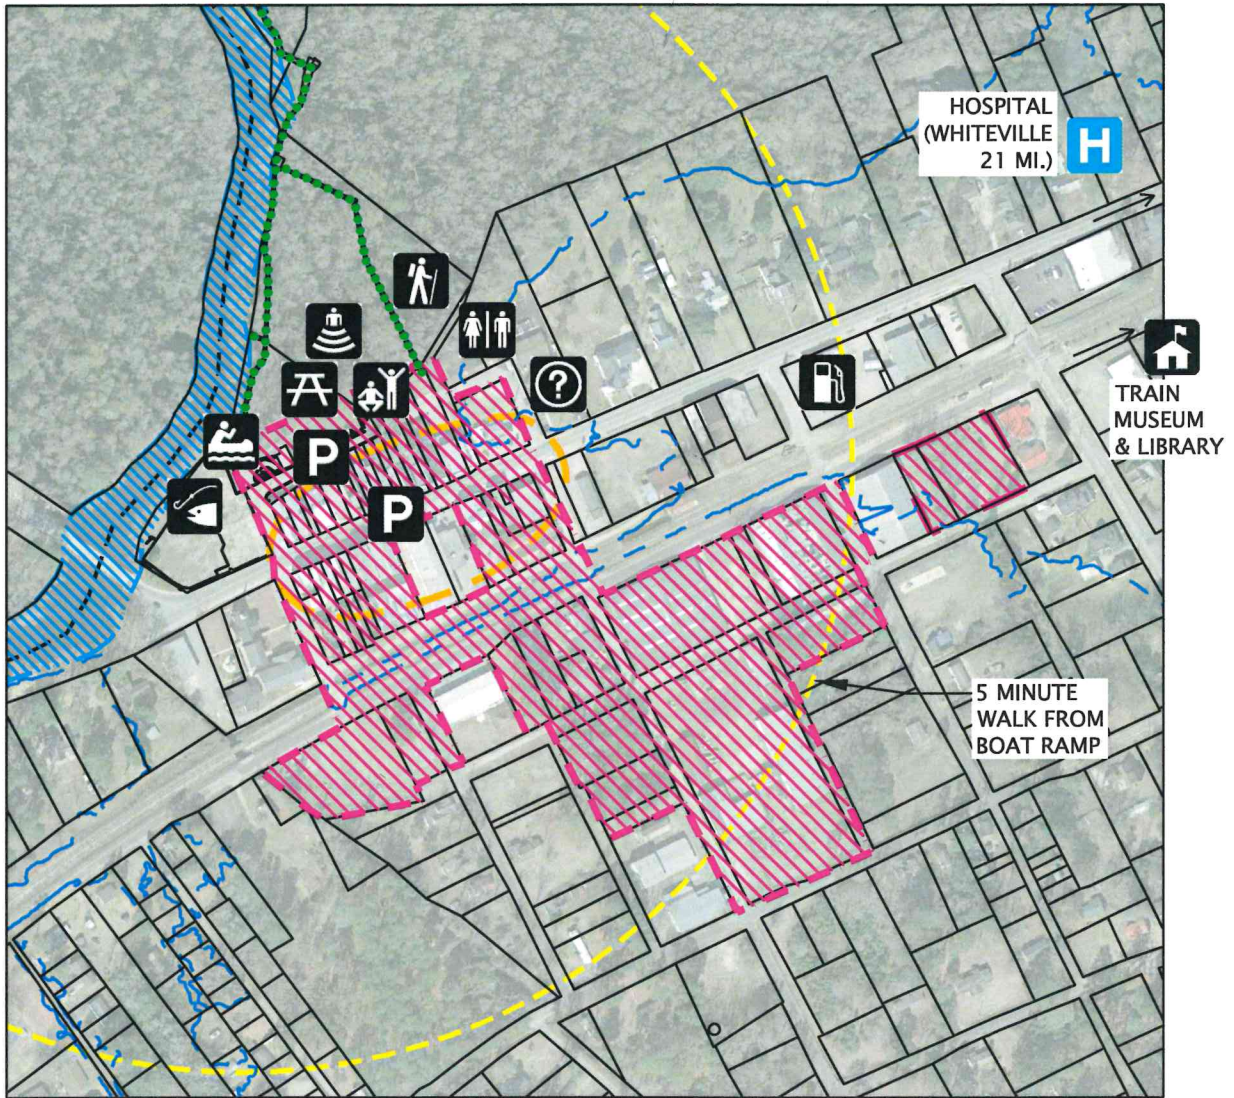 HOSPITAL
(WHITEVILLE
21 MI.)
H
?
TRAIN
MUSEUM
& LIBRARY
P
P
5 MINUTE
WALK FROM
BOAT RAMP